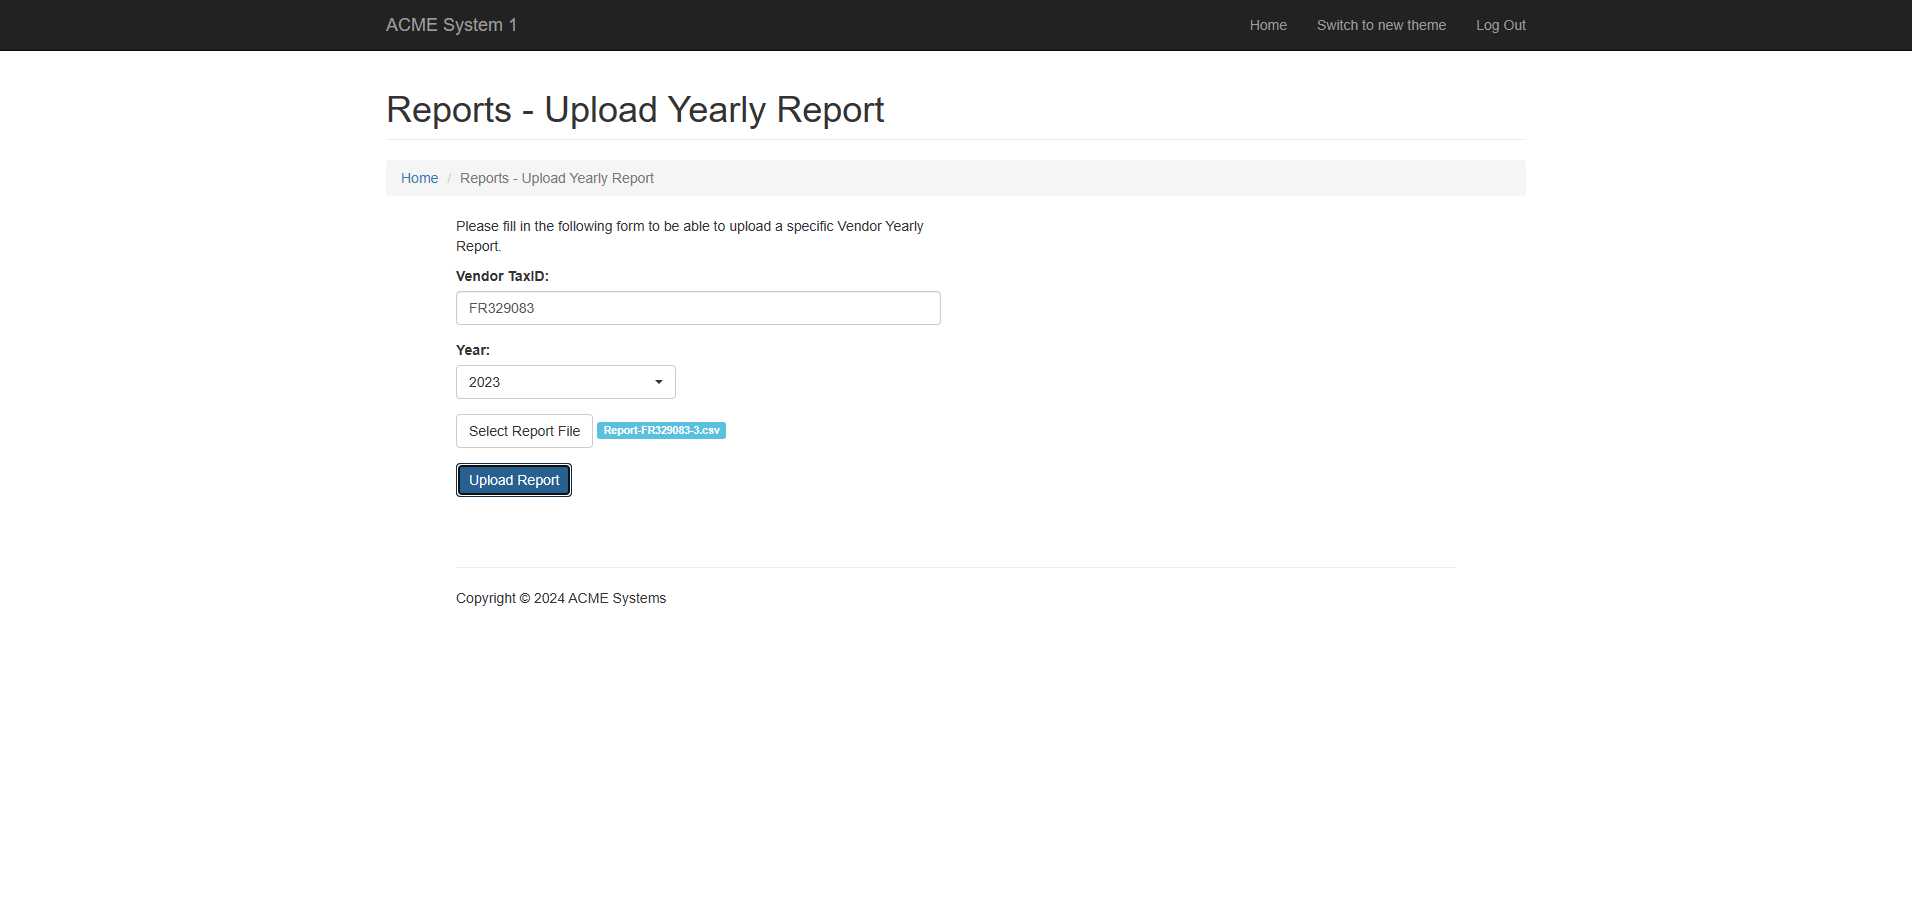 ACME System 1
Home
Switch to new theme
Log Out
Reports - Upload Yearly Report
Home / Reports - Upload Yearly Report
Please fill in the following form to be able to upload a specific Vendor Yearly
Report.
Vendor TaxID:
FR329083
Year:
2023
Select Report File
Report-FR329083-3.csv
Upload Report
Copyright © 2024 ACME Systems